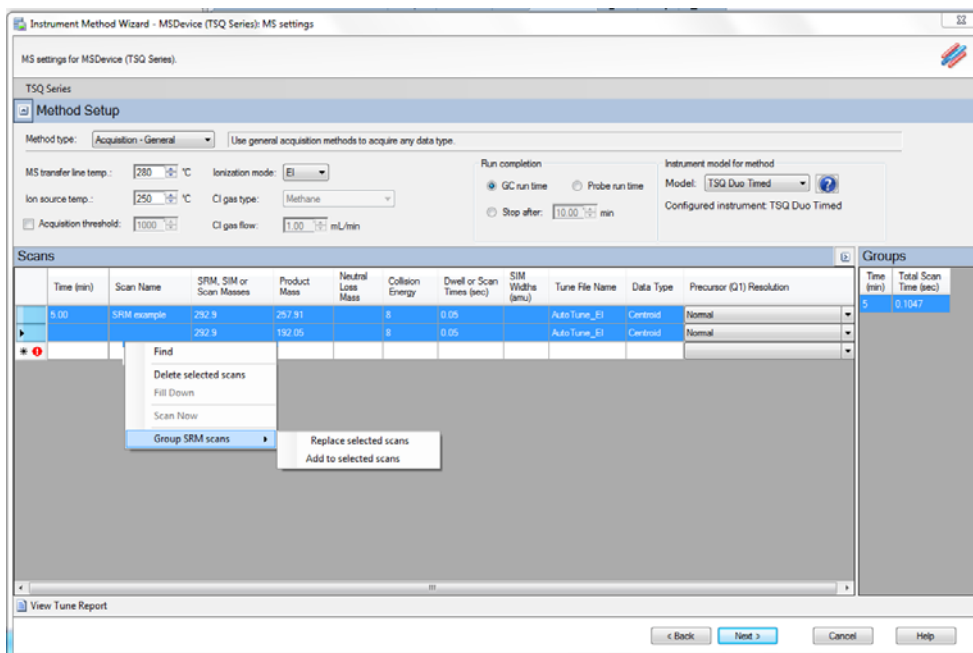 Instrument Method Wizard - MSDevice (TSQ Series): MS settings
MS settings for MSDevice (TSQ Series).
TSQ Series
Method Setup
Method type: Acquisition - General Use general acquisition methods to acquire any data type.
MS transfer line temp.: 280 °C Ionization mode: EI
Ion source temp.: 250 °C CI gas type: Methane
Acquisition threshold: 1000 CI gas flow: 1.00 mL/min
Run completion
GC run time Probe run time
Stop after: 10.00 min
Instrument model for method
Model: TSQ Duo Timed ?
Configured instrument: TSQ Duo Timed
Scans
Time (min) Scan Name SRM, SIM or Scan Masses Product Mass Neutral Loss Mass Collision Energy Dwell or Scan Times (sec) SIM Widths (amu) Tune File Name Data Type Precursor (Q1) Resolution
5.00 SRM example 292.9 257.91 8 0.05 AutoTune_EI Centroid Normal
292.9 192.05 8 0.05 AutoTune_EI Centroid Normal
Find
Delete selected scans
Fill Down
Scan Now
Group SRM scans
Replace selected scans
Add to selected scans
Groups
Time (min) Total Scan Time (sec)
5 0.1047
View Tune Report
< Back Next > Cancel Help